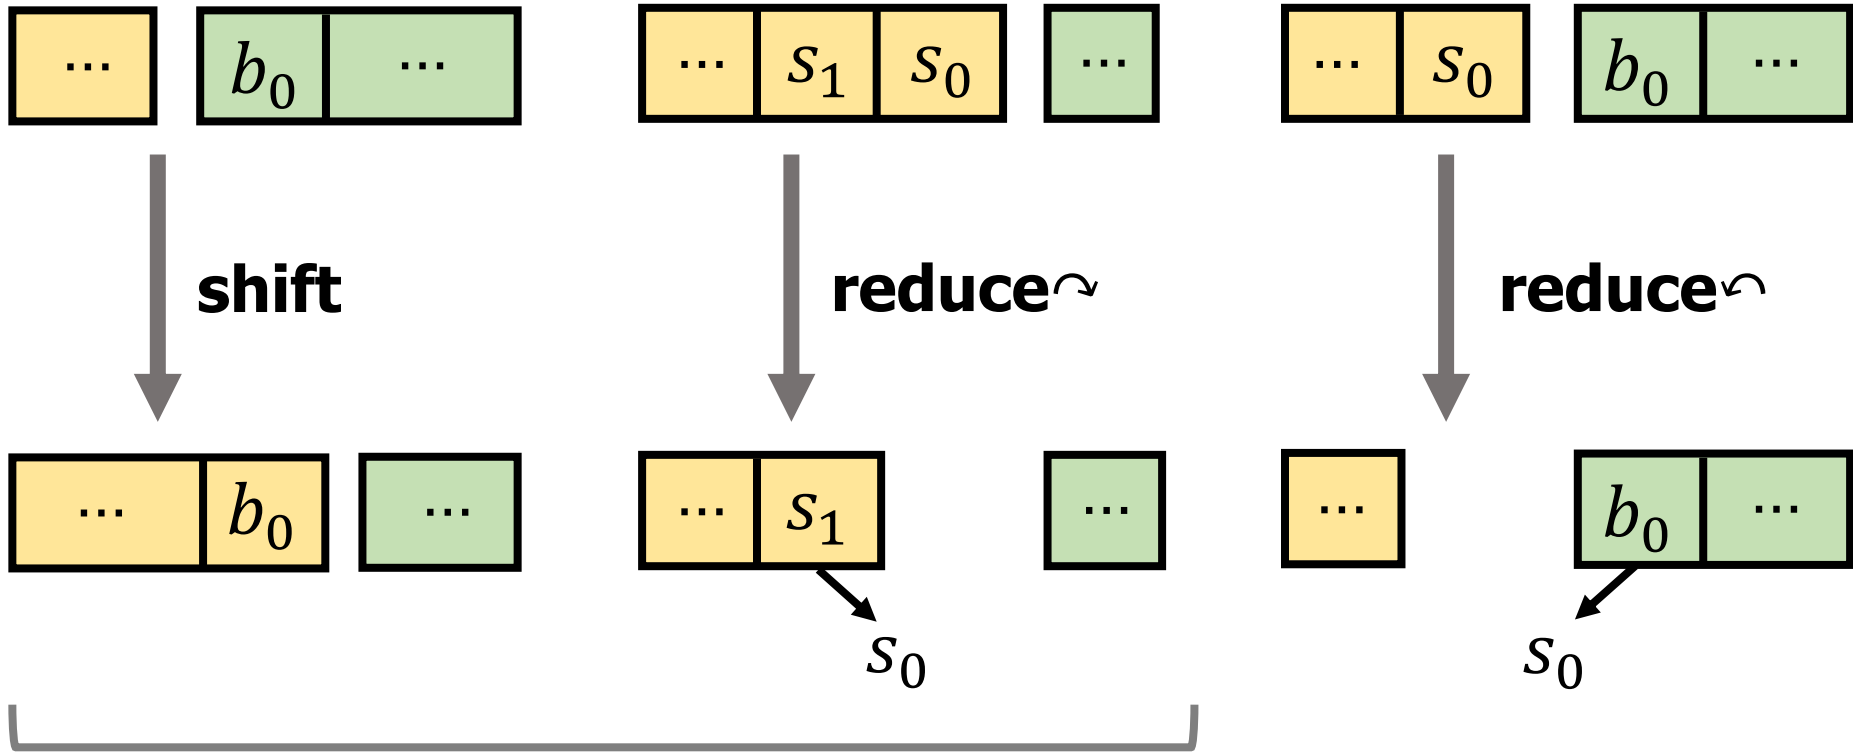 … b₀ … … s₁ s₀ … … s₀ b₀ …
shift reduce↷ reduce↶
… b₀ … … s₁ … … b₀ …
s₀ s₀